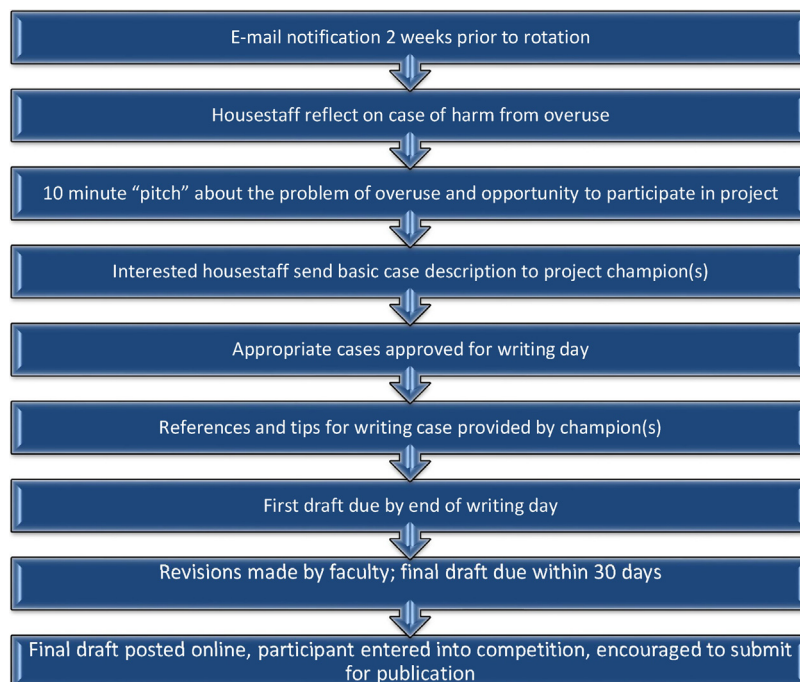 E-mail notification 2 weeks prior to rotation
Housestaff reflect on case of harm from overuse
10 minute “pitch” about the problem of overuse and opportunity to participate in project
Interested housestaff send basic case description to project champion(s)
Appropriate cases approved for writing day
References and tips for writing case provided by champion(s)
First draft due by end of writing day
Revisions made by faculty; final draft due within 30 days
Final draft posted online, participant entered into competition, encouraged to submit
for publication